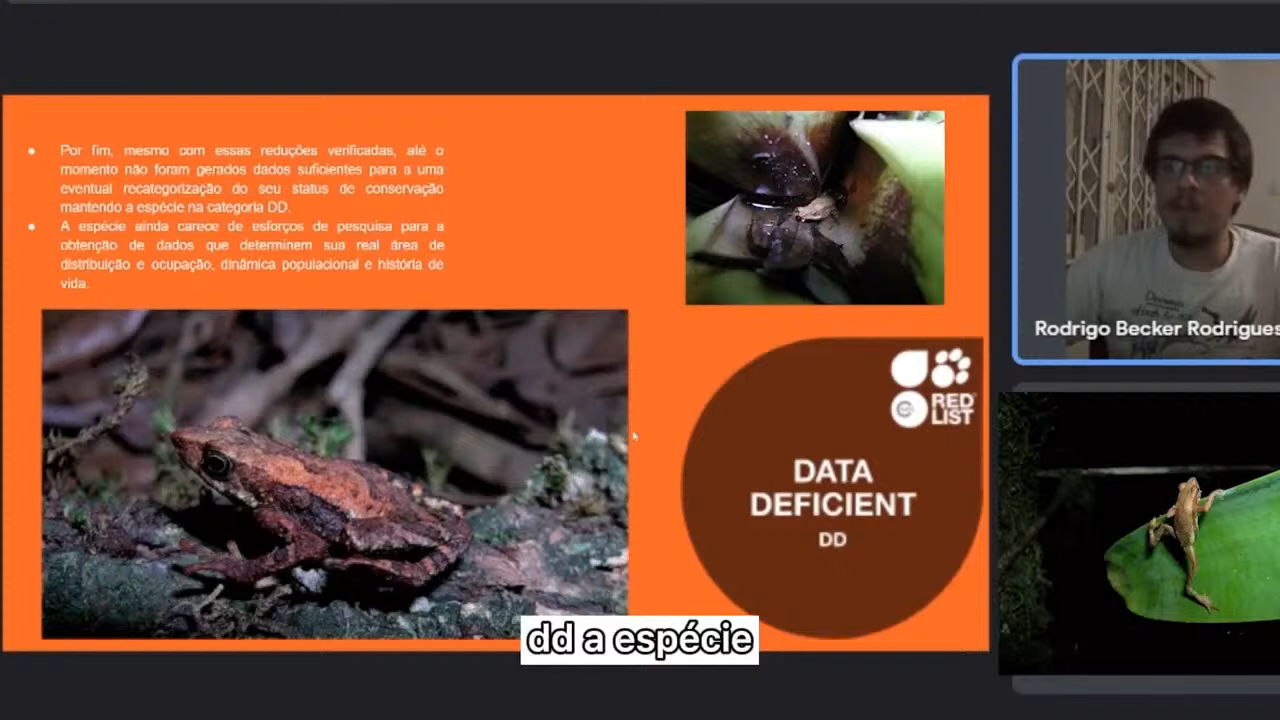 Por fim, mesmo com essas reduções verificadas, até o
momento não foram gerados dados suficientes para a uma
eventual recategorização do seu status de conservação
mantendo a espécie na categoria DD.
A espécie ainda carece de esforços de pesquisa para a
obtenção de dados que determinem sua real área de
distribuição e ocupação, dinâmica populacional e história de
vida.
RED
LIST
DATA
DEFICIENT
DD
Rodrigo Becker Rodrigues
dd a espécie